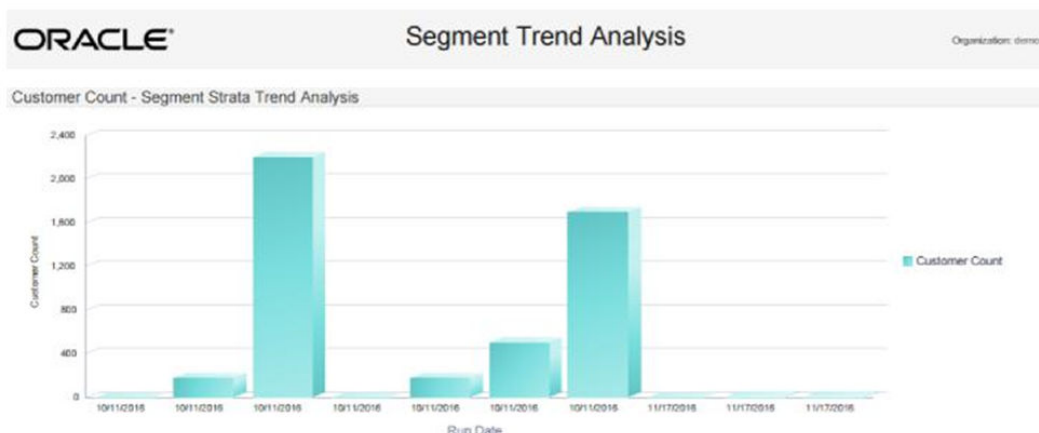 ORACLE®
Segment Trend Analysis
Organization: demo
Customer Count - Segment Strata Trend Analysis
2,400
2,000
1,600
1,200
800
400
0
Customer Count
10/11/2016 10/11/2016 10/11/2016 10/11/2016 10/11/2016 10/11/2016 10/11/2016 11/17/2016 11/17/2016 11/17/2016
Run Date
Customer Count